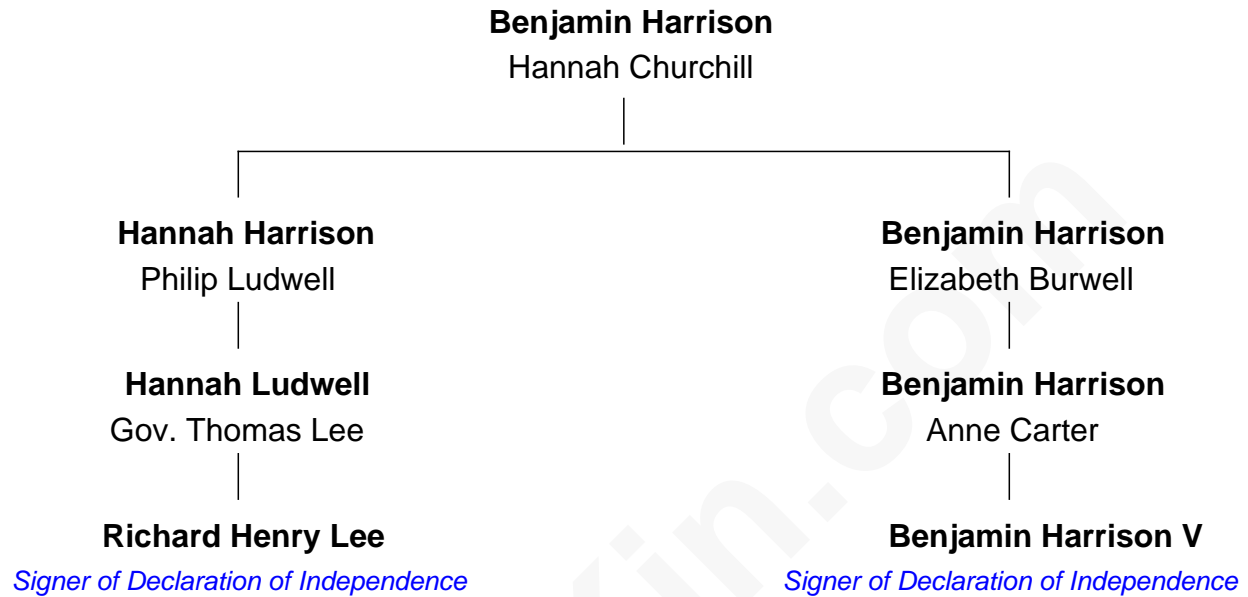 Benjamin Harrison
Hannah Churchill
Hannah Harrison
Philip Ludwell
Benjamin Harrison
Elizabeth Burwell
Hannah Ludwell
Gov. Thomas Lee
Benjamin Harrison
Anne Carter
Richard Henry Lee
Signer of Declaration of Independence
Benjamin Harrison V
Signer of Declaration of Independence